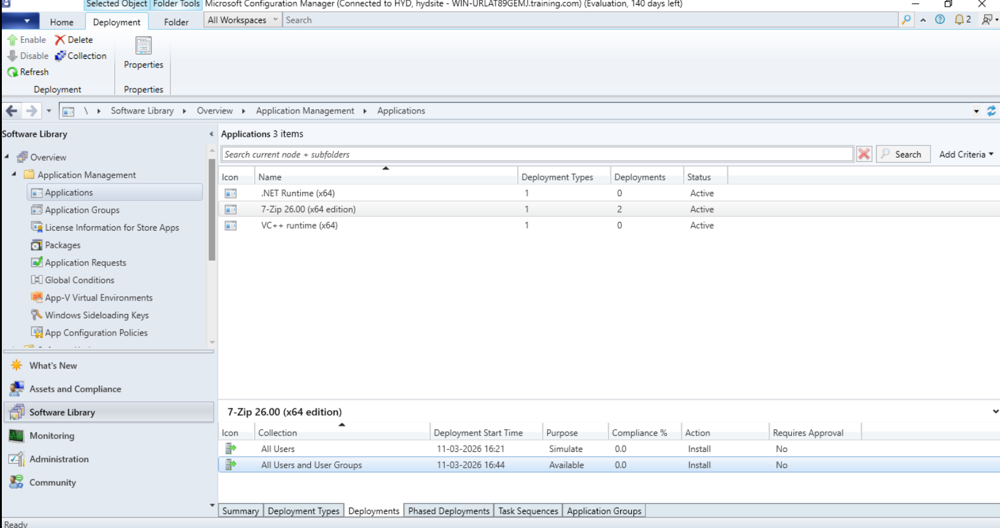 Selected Object Folder Tools Microsoft Configuration Manager (Connected to HYD, hydsite - WIN-URLAT89GEMJ.training.com) (Evaluation, 140 days left)
Home Deployment Folder All Workspaces Search 2
Enable Delete
Disable Collection
Refresh
Properties
Deployment Properties
\ Software Library Overview Application Management Applications
Software Library
Overview
Application Management
Applications
Application Groups
License Information for Store Apps
Packages
Application Requests
Global Conditions
App-V Virtual Environments
Windows Sideloading Keys
App Configuration Policies
What's New
Assets and Compliance
Software Library
Monitoring
Administration
Community
Applications 3 items
Search current node + subfolders Search Add Criteria
Icon Name Deployment Types Deployments Status
.NET Runtime (x64) 1 0 Active
7-Zip 26.00 (x64 edition) 1 2 Active
VC++ runtime (x64) 1 0 Active
7-Zip 26.00 (x64 edition)
Icon Collection Deployment Start Time Purpose Compliance % Action Requires Approval
All Users 11-03-2026 16:21 Simulate 0.0 Install No
All Users and User Groups 11-03-2026 16:44 Available 0.0 Install No
Summary Deployment Types Deployments Phased Deployments Task Sequences Application Groups
Ready